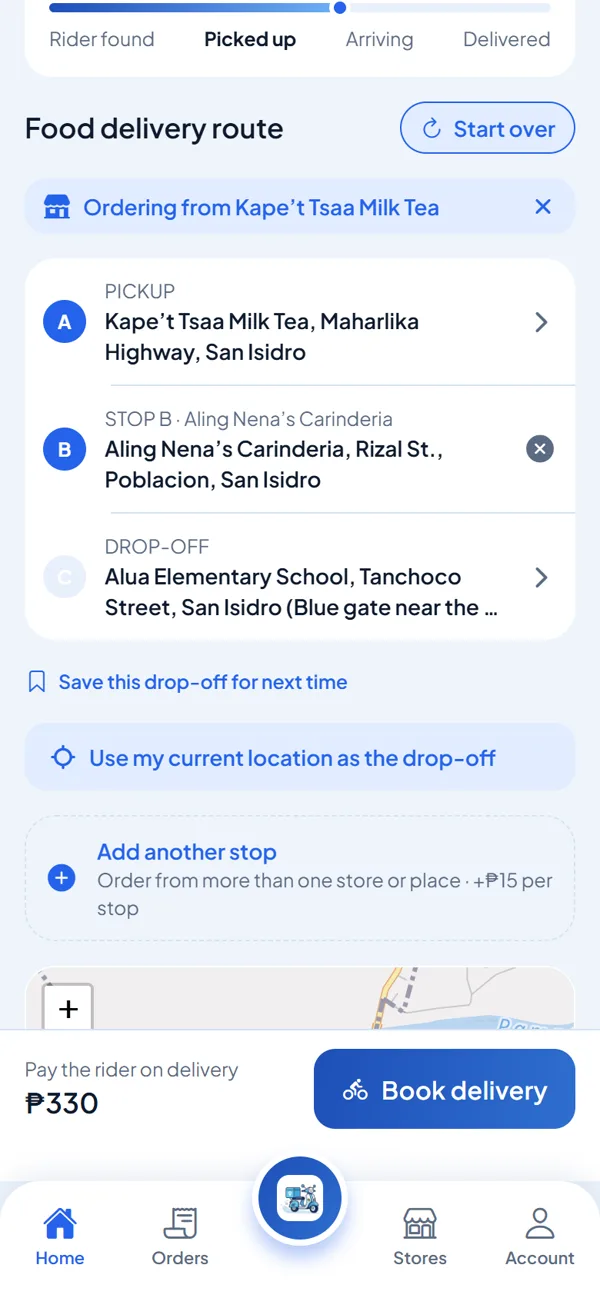 Rider found Picked up Arriving Delivered
Food delivery route
Start over
Ordering from Kape’t Tsaa Milk Tea
A
PICKUP
Kape’t Tsaa Milk Tea, Maharlika
Highway, San Isidro
B
STOP B · Aling Nena’s Carinderia
Aling Nena’s Carinderia, Rizal St.,
Poblacion, San Isidro
C
DROP-OFF
Alua Elementary School, Tanchoco
Street, San Isidro (Blue gate near the ...
Save this drop-off for next time
Use my current location as the drop-off
Add another stop
Order from more than one store or place · +₱15 per
stop
+
Pay the rider on delivery
₱330
Book delivery
Home Orders Stores Account